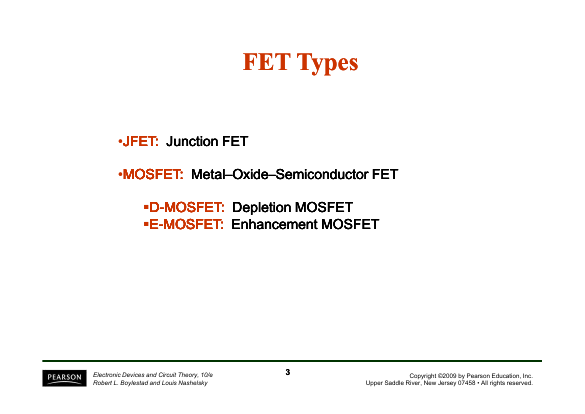 FET Types
•JFET: Junction FET
•MOSFET: Metal–Oxide–Semiconductor FET
▪D-MOSFET: Depletion MOSFET
▪E-MOSFET: Enhancement MOSFET
PEARSON
Electronic Devices and Circuit Theory, 10/e
Robert L. Boylestad and Louis Nashelsky
3
Copyright ©2009 by Pearson Education, Inc.
Upper Saddle River, New Jersey 07458 • All rights reserved.